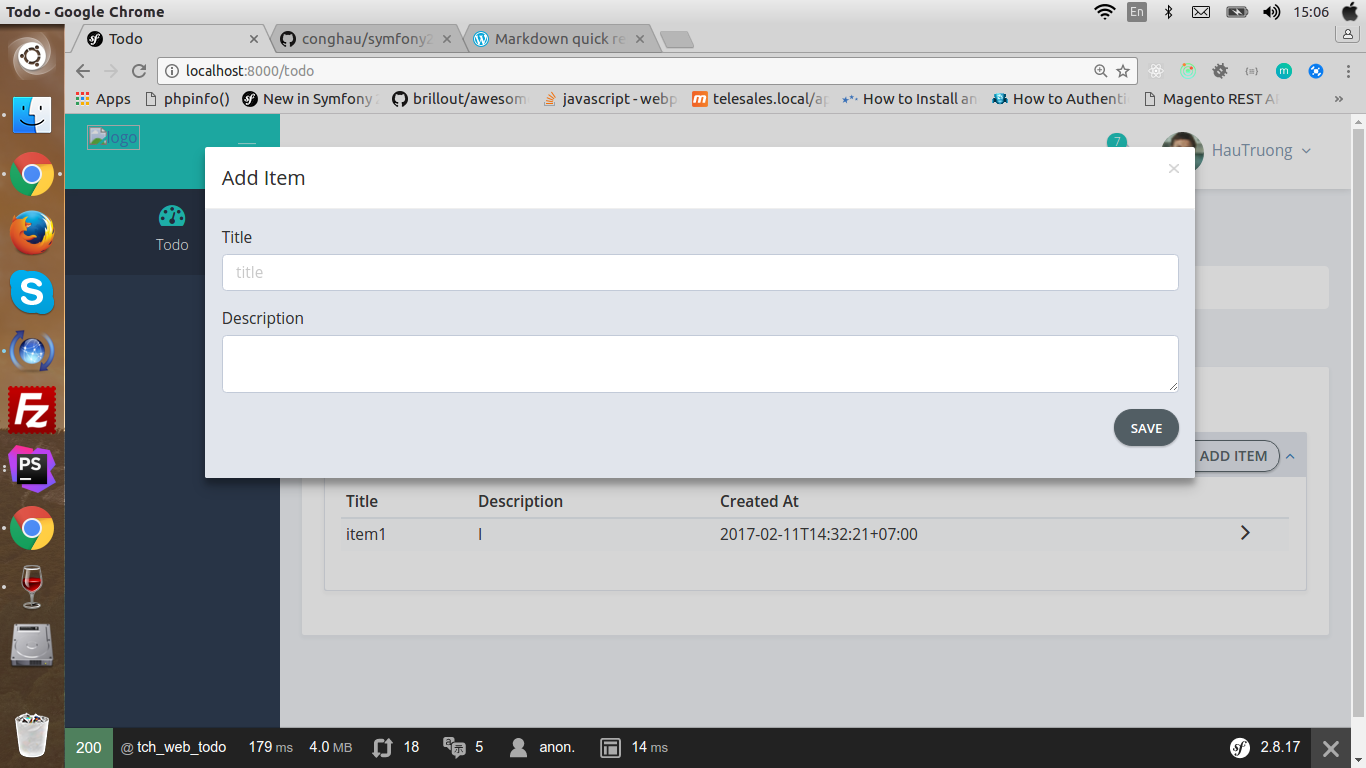 Todo - Google Chrome
En
15:06
Todo
conghau/symfony2
Markdown quick re
localhost:8000/todo
m
Apps
phpinfo()
New in Symfony
brillout/awesom
javascript - webp
telesales.local/ap
How to Install an
How to Authenti
Magento REST A
»
logo
7
HauTruong
Todo
Add Item
×
Title
title
Description
SAVE
ADD ITEM
Title
Description
Created At
item1
I
2017-02-11T14:32:21+07:00
S
Fz
PS
200
@ tch_web_todo
179 ms
4.0 MB
18
5
anon.
14 ms
sf
2.8.17